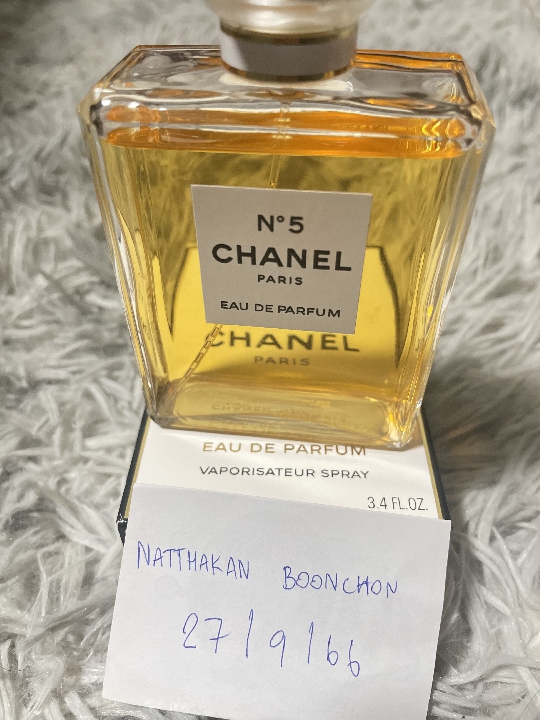 N°5
CHANEL
PARIS
EAU DE PARFUM
CHANEL
PARIS
EAU DE PARFUM
VAPORISATEUR SPRAY
3.4 FL.OZ.
NATTHAKAN BOONCHON
27/9/66